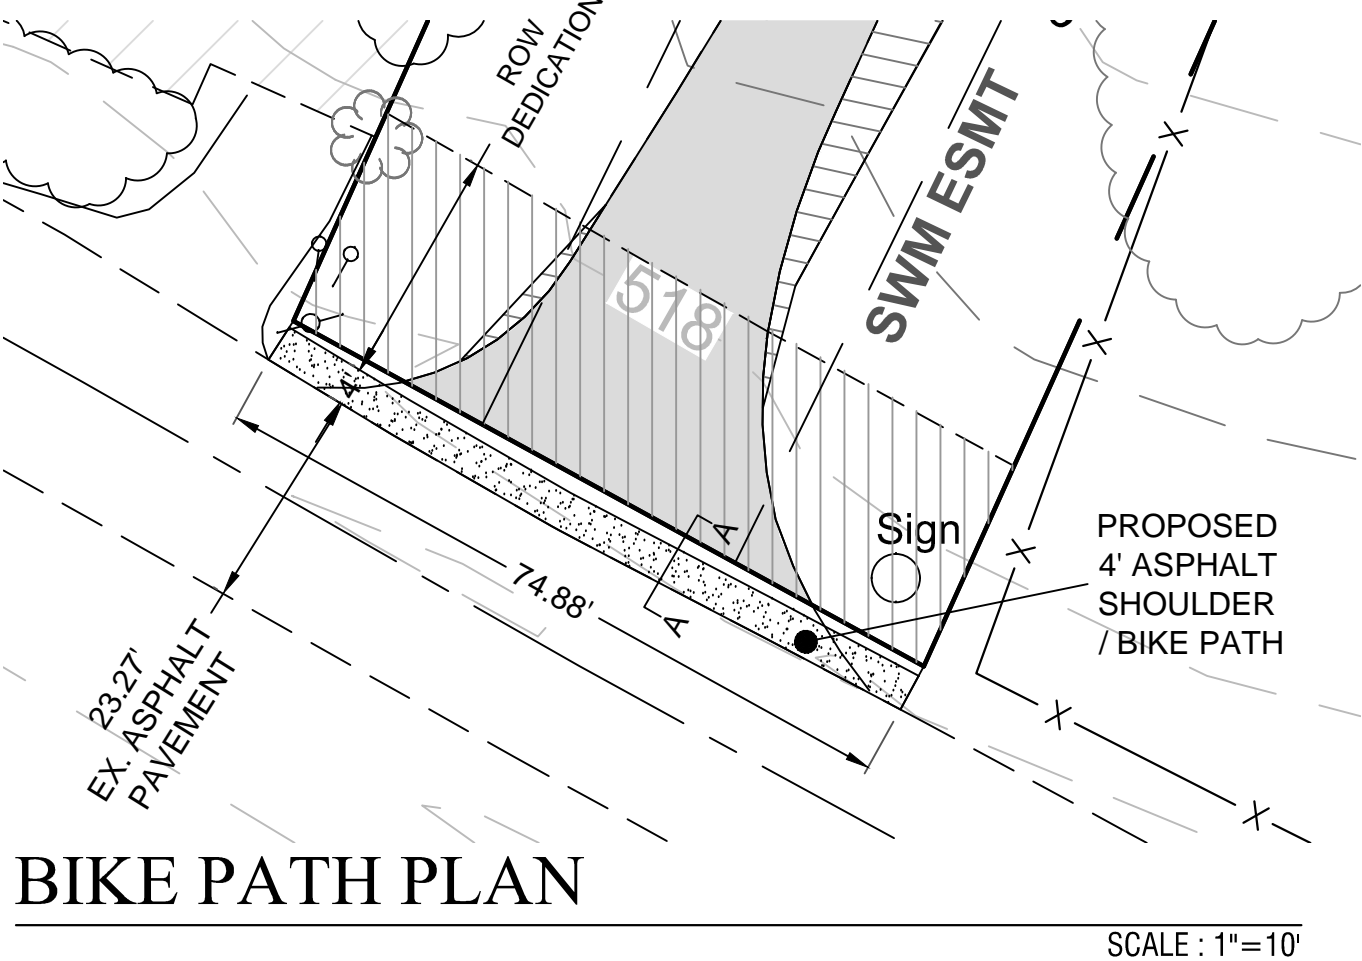 ROW
DEDICATION
SWM ESMT
518
4'
Sign
A
A
74.88'
PROPOSED
4' ASPHALT
SHOULDER
/ BIKE PATH
23.27'
EX. ASPHALT
PAVEMENT
X
X
X
X
X
BIKE PATH PLAN
SCALE : 1"=10'